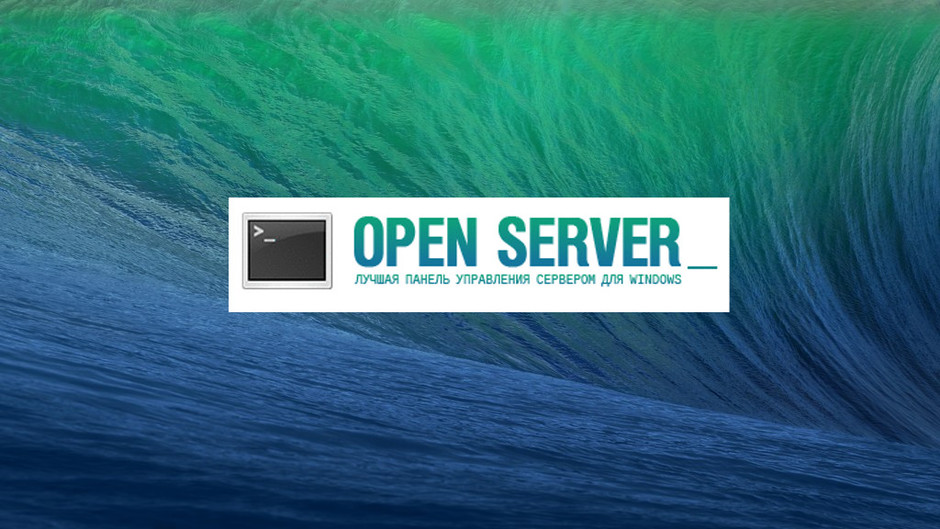 >_
OPEN SERVER_
ЛУЧШАЯ ПАНЕЛЬ УПРАВЛЕНИЯ СЕРВЕРОМ ДЛЯ WINDOWS